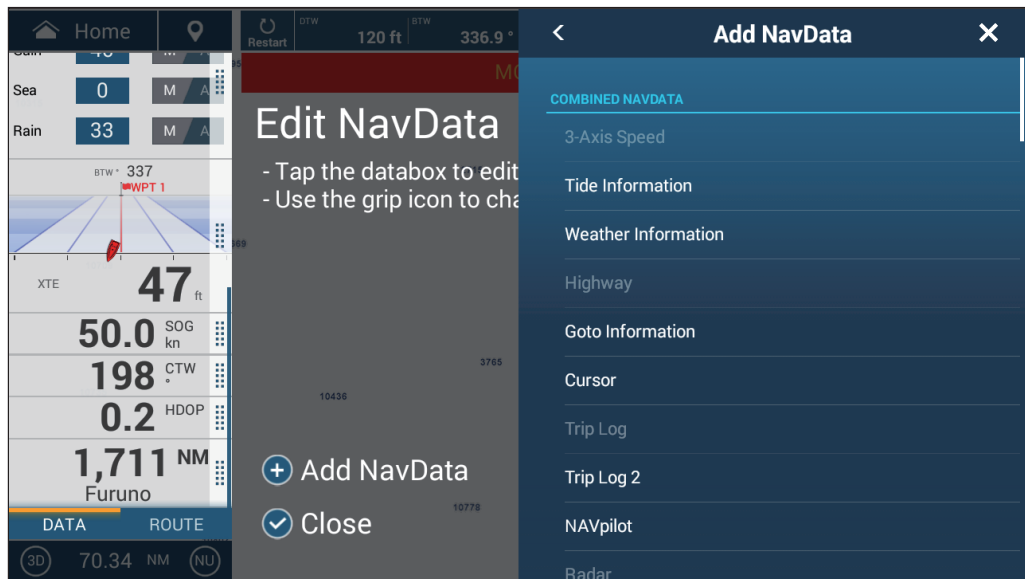 Home
Restart
DTW
120 ft
BTW
336.9 °
Gain
Sea
0
M
A
Rain
33
M
A
BTW ° 337
WPT 1
XTE
47 ft
50.0 SOG
kn
198 CTW
°
0.2 HDOP
1,711 NM
Furuno
DATA
ROUTE
3D
70.34 NM
NU
MO
Edit NavData
- Tap the databox to edit
- Use the grip icon to cha
669
3765
10436
10778
+ Add NavData
Close
Add NavData
COMBINED NAVDATA
3-Axis Speed
Tide Information
Weather Information
Highway
Goto Information
Cursor
Trip Log
Trip Log 2
NAVpilot
Radar